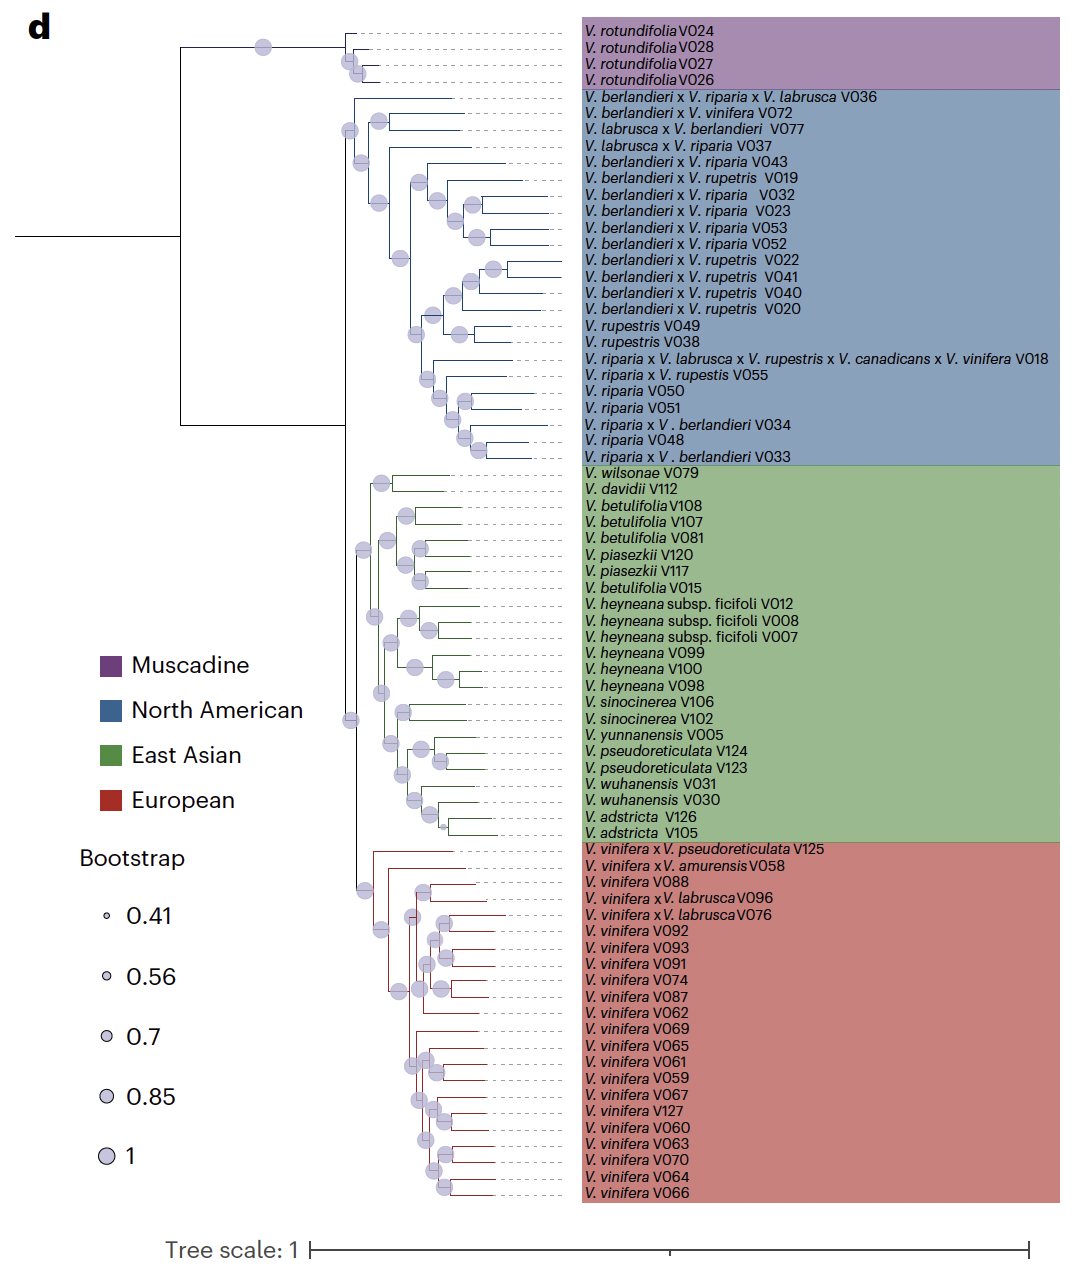 d
V. rotundifolia V024
V. rotundifolia V028
V. rotundifolia V027
V. rotundifolia V026
V. berlandieri x V. riparia x V. labrusca V036
V. berlandieri x V. vinifera V072
V. labrusca x V. berlandieri V077
V. labrusca x V. riparia V037
V. berlandieri x V. riparia V043
V. berlandieri x V. rupetris V019
V. berlandieri x V. riparia V032
V. berlandieri x V. riparia V023
V. berlandieri x V. riparia V053
V. berlandieri x V. riparia V052
V. berlandieri x V. rupetris V022
V. berlandieri x V. rupetris V041
V. berlandieri x V. rupetris V040
V. berlandieri x V. rupetris V020
V. rupestris V049
V. rupestris V038
V. riparia x V. labrusca x V. rupestris x V. canadicans x V. vinifera V018
V. riparia x V. rupestis V055
V. riparia V050
V. riparia V051
V. riparia x V . berlandieri V034
V. riparia V048
V. riparia x V . berlandieri V033
V. wilsonae V079
V. davidii V112
V. betulifolia V108
V. betulifolia V107
V. betulifolia V081
V. piasezkii V120
V. piasezkii V117
V. betulifolia V015
V. heyneana subsp. ficifoli V012
V. heyneana subsp. ficifoli V008
V. heyneana subsp. ficifoli V007
V. heyneana V099
V. heyneana V100
V. heyneana V098
V. sinocinerea V106
V. sinocinerea V102
V. yunnanensis V005
V. pseudoreticulata V124
V. pseudoreticulata V123
V. wuhanensis V031
V. wuhanensis V030
V. adstricta V126
V. adstricta V105
V. vinifera x V. pseudoreticulata V125
V. vinifera x V. amurensis V058
V. vinifera V088
V. vinifera x V. labrusca V096
V. vinifera x V. labrusca V076
V. vinifera V092
V. vinifera V093
V. vinifera V091
V. vinifera V074
V. vinifera V087
V. vinifera V062
V. vinifera V069
V. vinifera V065
V. vinifera V061
V. vinifera V059
V. vinifera V067
V. vinifera V127
V. vinifera V060
V. vinifera V063
V. vinifera V070
V. vinifera V064
V. vinifera V066
Muscadine
North American
East Asian
European
Bootstrap
0.41
0.56
0.7
0.85
1
Tree scale: 1